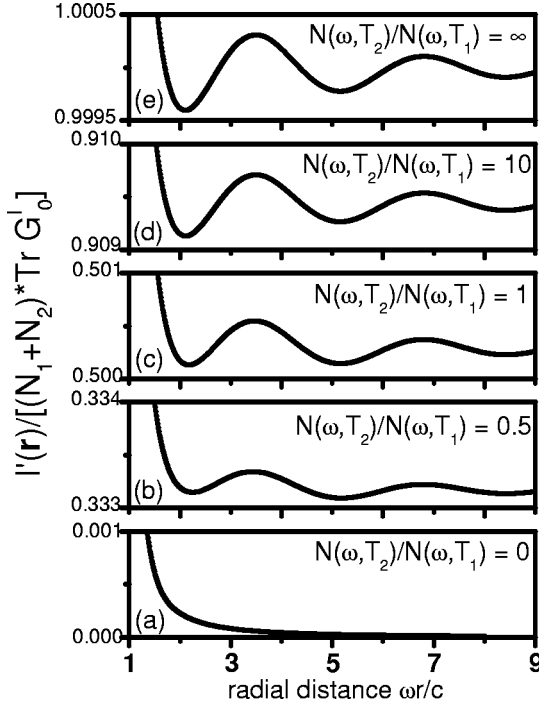 1.0005
N(ω,T₂)/N(ω,T₁) = ∞
(e)
0.9995
0.910
N(ω,T₂)/N(ω,T₁) = 10
(d)
0.909
0.501
N(ω,T₂)/N(ω,T₁) = 1
(c)
0.500
0.334
N(ω,T₂)/N(ω,T₁) = 0.5
(b)
0.333
0.001
N(ω,T₂)/N(ω,T₁) = 0
(a)
0.000
1 3 5 7 9
radial distance ωr/c
I'(r)/[(N₁+N₂)*Tr Gᴵ₀]